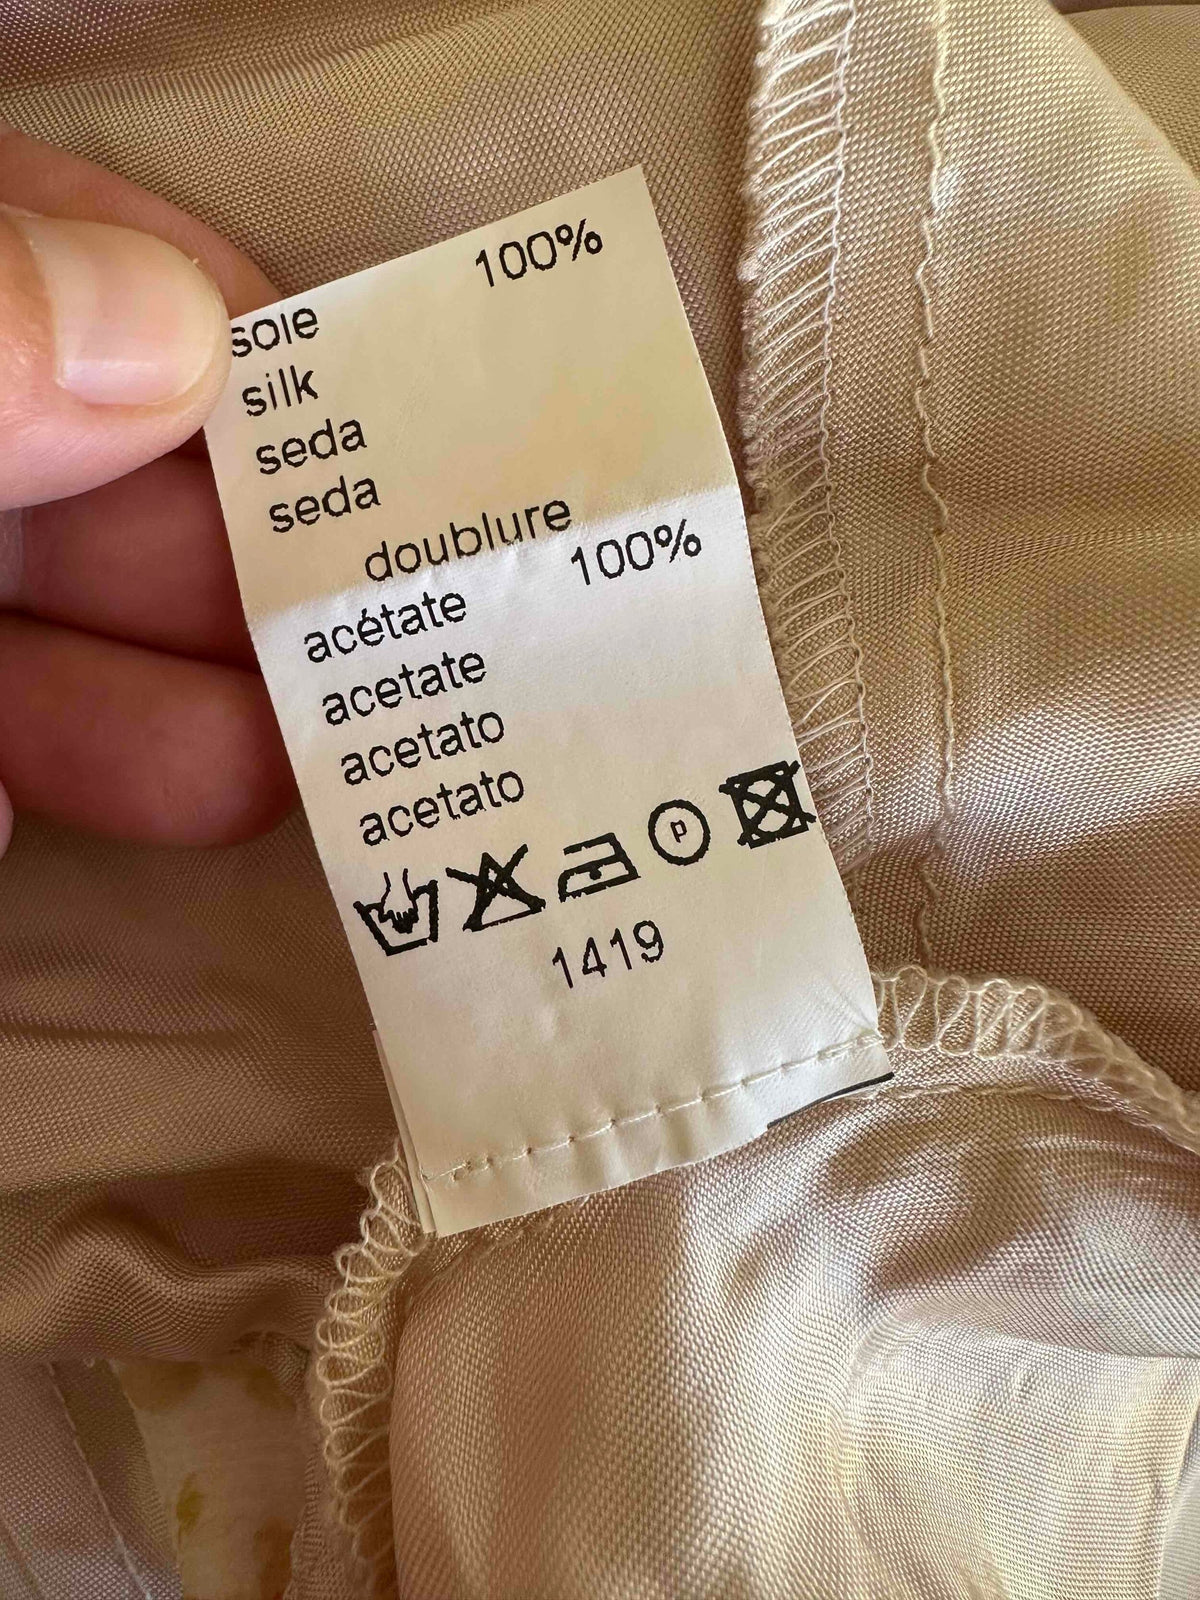 100%
soie
silk
seda
seda
doublure
100%
acétate
acetate
acetato
acetato
P
1419